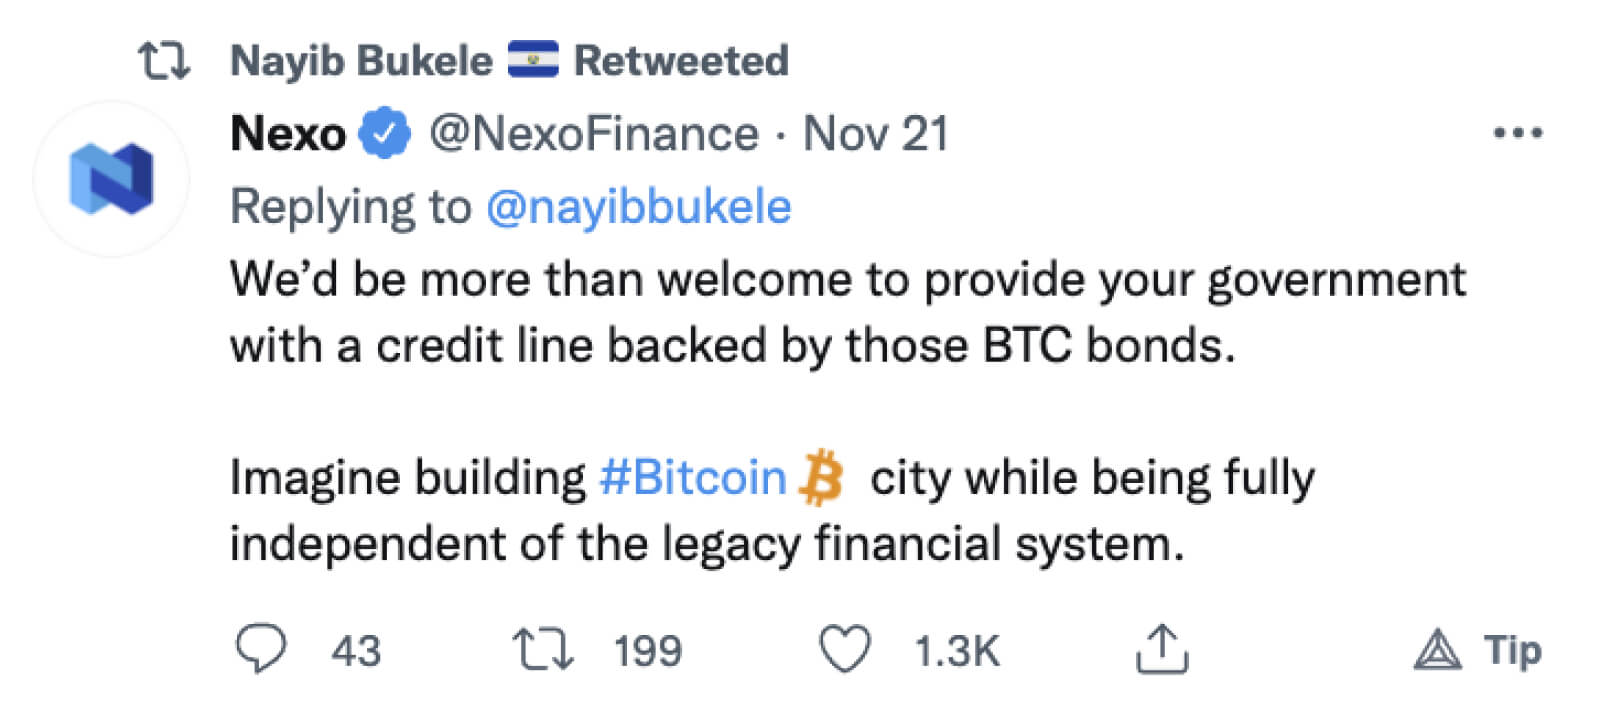 Nayib Bukele 🇸🇻 Retweeted
Nexo @NexoFinance · Nov 21
Replying to @nayibbukele
We’d be more than welcome to provide your government
with a credit line backed by those BTC bonds.
Imagine building #Bitcoin ₿ city while being fully
independent of the legacy financial system.
43 199 1.3K Tip